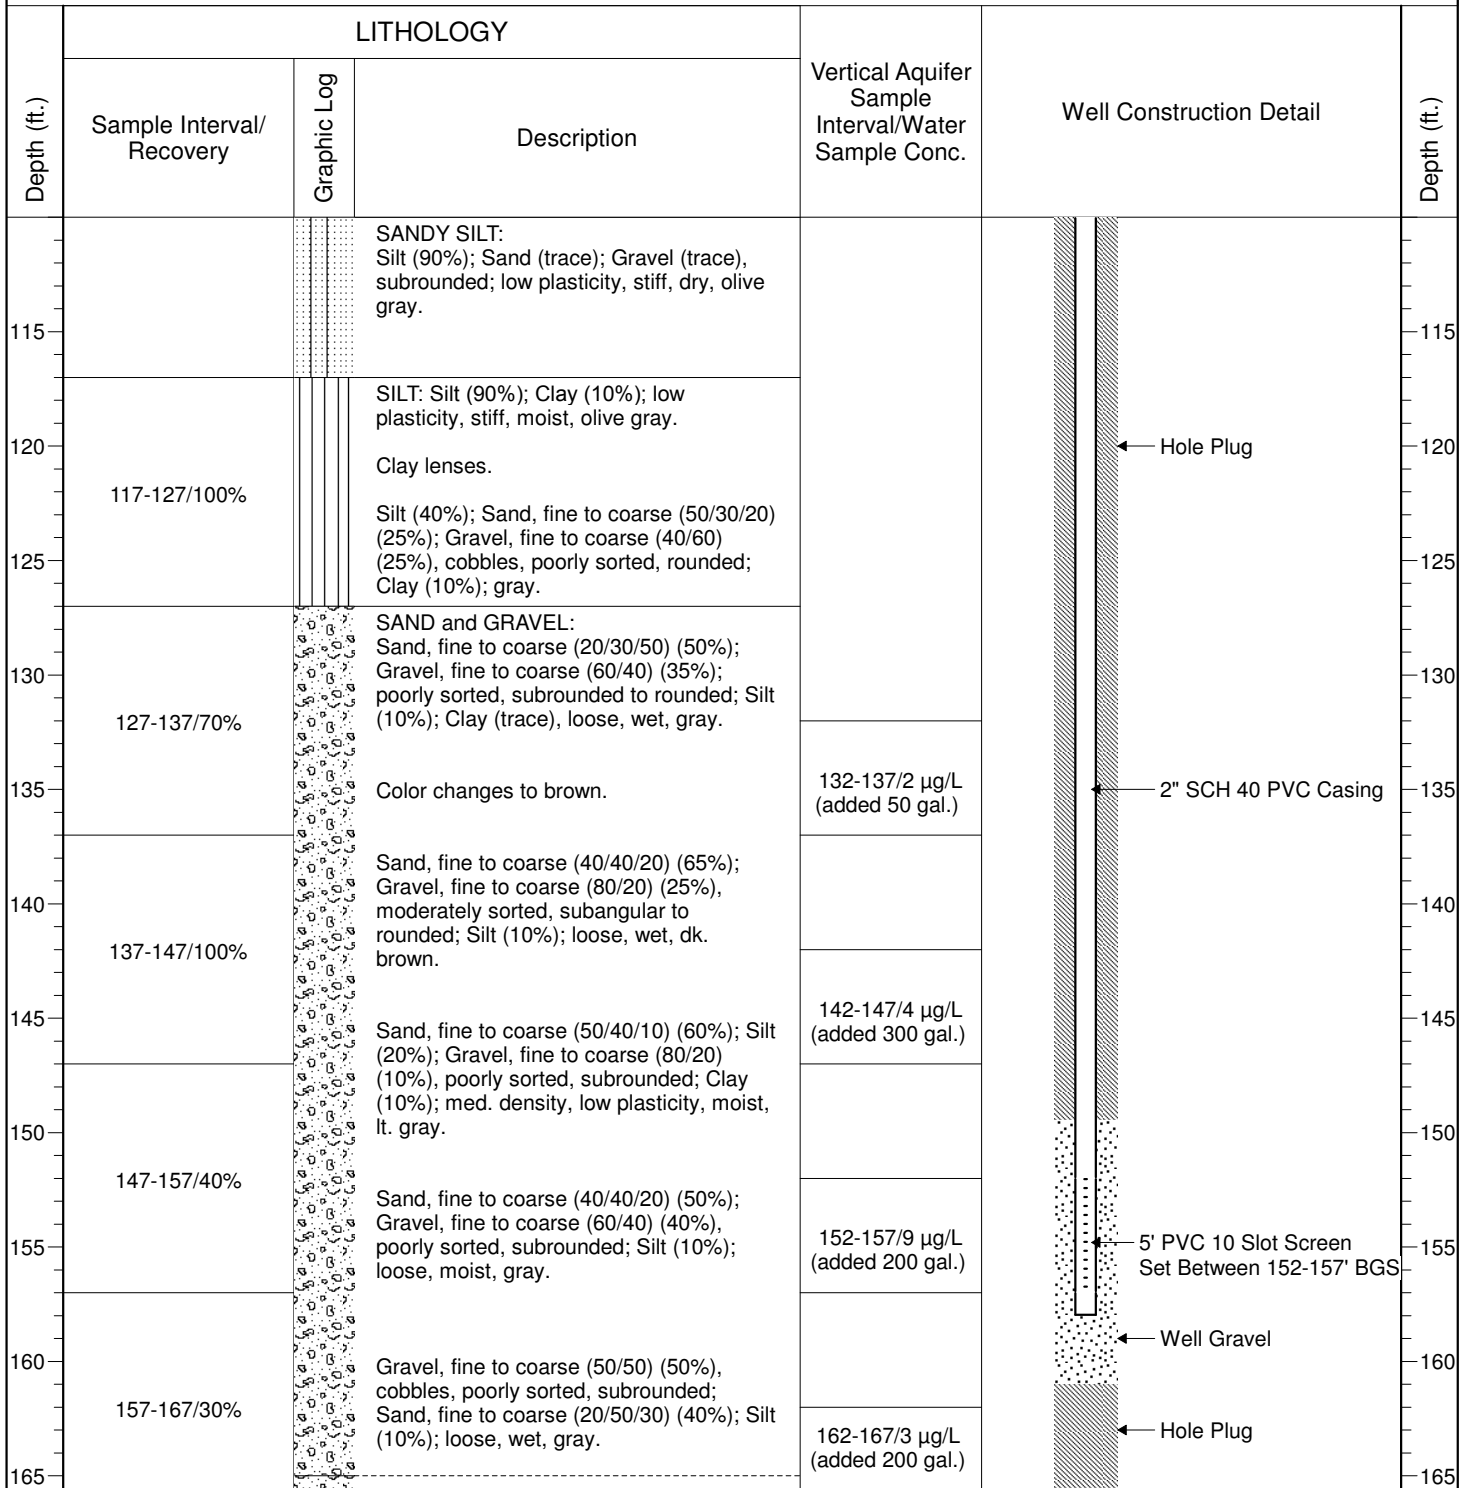 LITHOLOGY
Depth (ft.)
Sample Interval/
Recovery
Graphic Log
Description
Vertical Aquifer
Sample
Interval/Water
Sample Conc.
Well Construction Detail
Depth (ft.)
SANDY SILT:
Silt (90%); Sand (trace); Gravel (trace),
subrounded; low plasticity, stiff, dry, olive
gray.
115
115
SILT: Silt (90%); Clay (10%); low
plasticity, stiff, moist, olive gray.
120
Hole Plug
120
Clay lenses.
117-127/100%
Silt (40%); Sand, fine to coarse (50/30/20)
(25%); Gravel, fine to coarse (40/60)
(25%), cobbles, poorly sorted, rounded;
Clay (10%); gray.
125
125
SAND and GRAVEL:
Sand, fine to coarse (20/30/50) (50%);
Gravel, fine to coarse (60/40) (35%);
poorly sorted, subrounded to rounded; Silt
(10%); Clay (trace), loose, wet, gray.
130
130
127-137/70%
Color changes to brown.
132-137/2 µg/L
(added 50 gal.)
135
2" SCH 40 PVC Casing
135
Sand, fine to coarse (40/40/20) (65%);
Gravel, fine to coarse (80/20) (25%),
moderately sorted, subangular to
rounded; Silt (10%); loose, wet, dk.
brown.
140
140
137-147/100%
142-147/4 µg/L
(added 300 gal.)
145
145
Sand, fine to coarse (50/40/10) (60%); Silt
(20%); Gravel, fine to coarse (80/20)
(10%), poorly sorted, subrounded; Clay
(10%); med. density, low plasticity, moist,
lt. gray.
150
150
147-157/40%
Sand, fine to coarse (40/40/20) (50%);
Gravel, fine to coarse (60/40) (40%),
poorly sorted, subrounded; Silt (10%);
loose, moist, gray.
152-157/9 µg/L
(added 200 gal.)
155
5' PVC 10 Slot Screen
Set Between 152-157' BGS
155
Well Gravel
160
160
Gravel, fine to coarse (50/50) (50%),
cobbles, poorly sorted, subrounded;
Sand, fine to coarse (20/50/30) (40%); Silt
(10%); loose, wet, gray.
157-167/30%
162-167/3 µg/L
(added 200 gal.)
Hole Plug
165
165